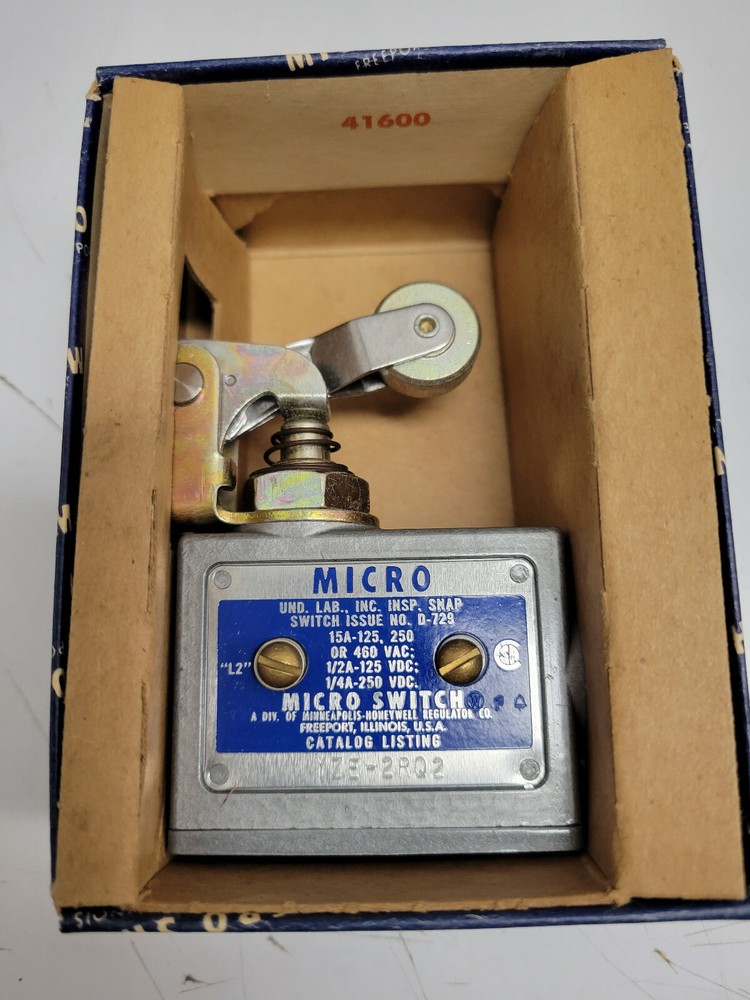 FREEPO
41600
MICRO
UND. LAB., INC. INSP. SNAP
SWITCH ISSUE NO. D-729
15A-125, 250
OR 460 VAC:
1/2A-125 VDC:
1/4A-250 VDC.
"L2"
MICRO SWITCH
A DIV. OF MINNEAPOLIS-HONEYWELL REGULATOR CO.
FREEPORT, ILLINOIS, U.S.A.
CATALOG LISTING
YZE-2RQ2